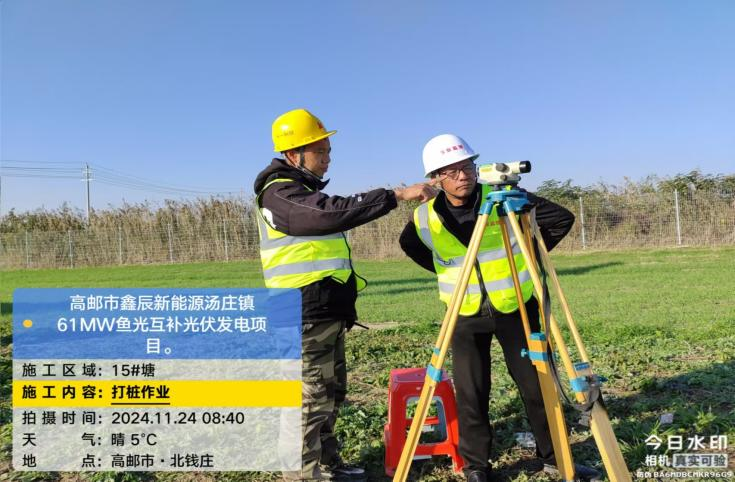 高邮市鑫辰新能源汤庄镇
61MW鱼光互补光伏发电项
目。
施工区域：15#塘
施工内容：打桩作业
拍摄时间：2024.11.24 08:40
天气：晴 5℃
地点：高邮市·北钱庄
今日水印
相机 真实可验
防伪 BA6MDBCMKR96G9